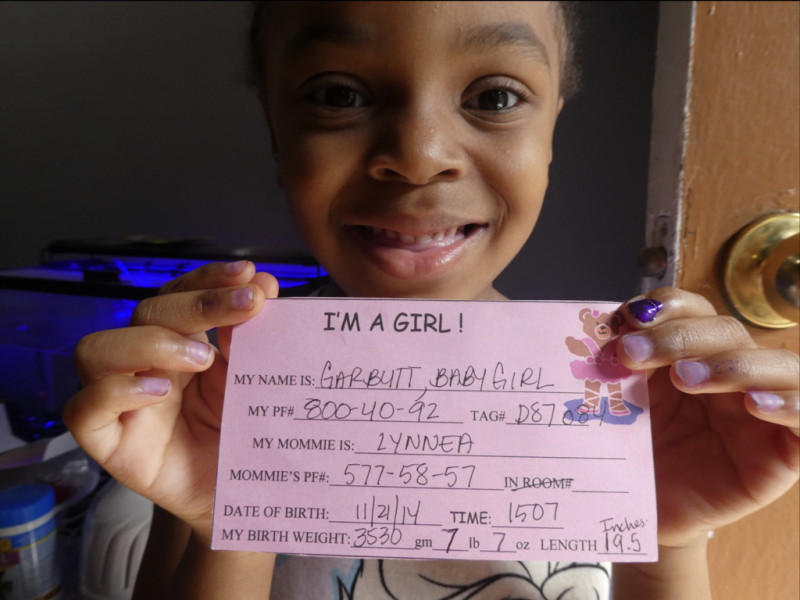 I'M A GIRL !
MY NAME IS: GARBUTT, BABY GIRL
MY PF# 800-40-92 TAG# D87084
MY MOMMIE IS: LYNNEA
MOMMIE'S PF#: 577-58-57 IN ROOM#
DATE OF BIRTH: 11/21/14 TIME: 1507
MY BIRTH WEIGHT: 3530 gm 7 lb 7 oz LENGTH 19.5 Inches